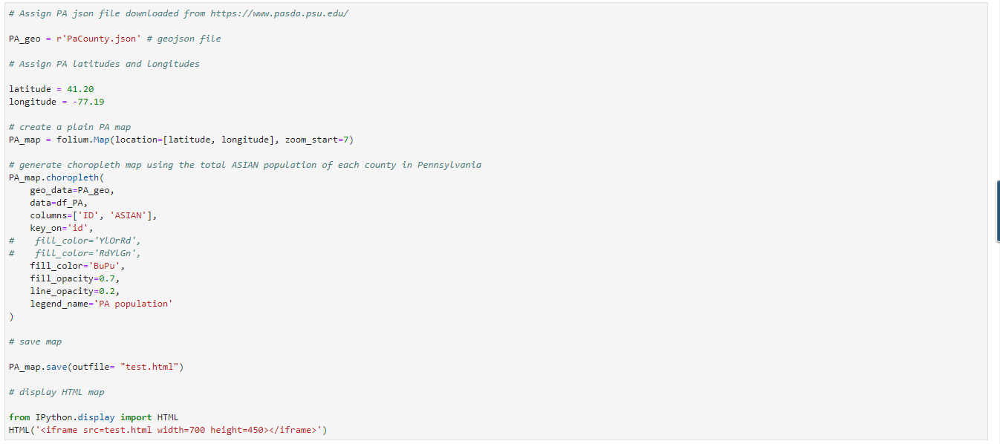 # Assign PA json file downloaded from https://www.pasda.psu.edu/
PA_geo = r'PaCounty.json' # geojson file
# Assign PA latitudes and longitudes
latitude = 41.20
longitude = -77.19
# create a plain PA map
PA_map = folium.Map(location=[latitude, longitude], zoom_start=7)
# generate choropleth map using the total ASIAN population of each county in Pennsylvania
PA_map.choropleth(
    geo_data=PA_geo,
    data=df_PA,
    columns=['ID', 'ASIAN'],
    key_on='id',
#    fill_color='YlOrRd',
#    fill_color='RdYlGn',
    fill_color='BuPu',
    fill_opacity=0.7,
    line_opacity=0.2,
    legend_name='PA population'
)
# save map
PA_map.save(outfile= "test.html")
# display HTML map
from IPython.display import HTML
HTML('<iframe src=test.html width=700 height=450></iframe>')